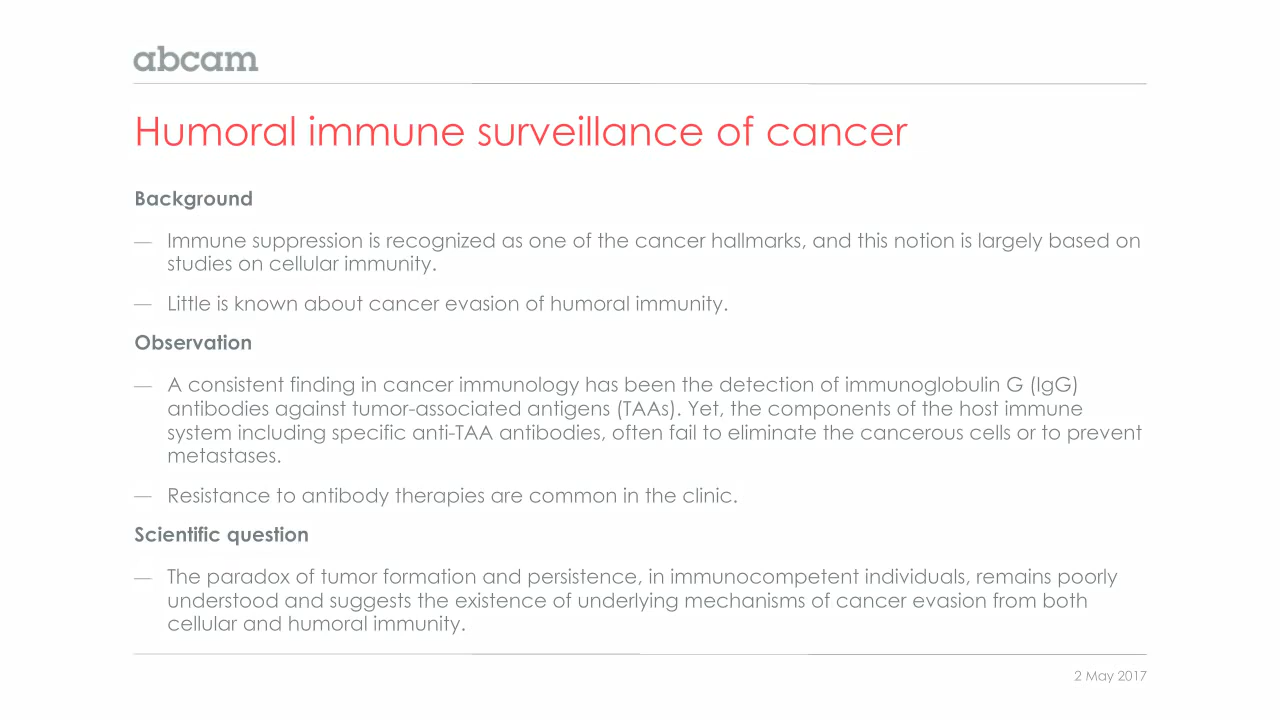 abcam
Humoral immune surveillance of cancer
Background
— Immune suppression is recognized as one of the cancer hallmarks, and this notion is largely based on
studies on cellular immunity.
— Little is known about cancer evasion of humoral immunity.
Observation
— A consistent finding in cancer immunology has been the detection of immunoglobulin G (IgG)
antibodies against tumor-associated antigens (TAAs). Yet, the components of the host immune
system including specific anti-TAA antibodies, often fail to eliminate the cancerous cells or to prevent
metastases.
— Resistance to antibody therapies are common in the clinic.
Scientific question
— The paradox of tumor formation and persistence, in immunocompetent individuals, remains poorly
understood and suggests the existence of underlying mechanisms of cancer evasion from both
cellular and humoral immunity.
2 May 2017